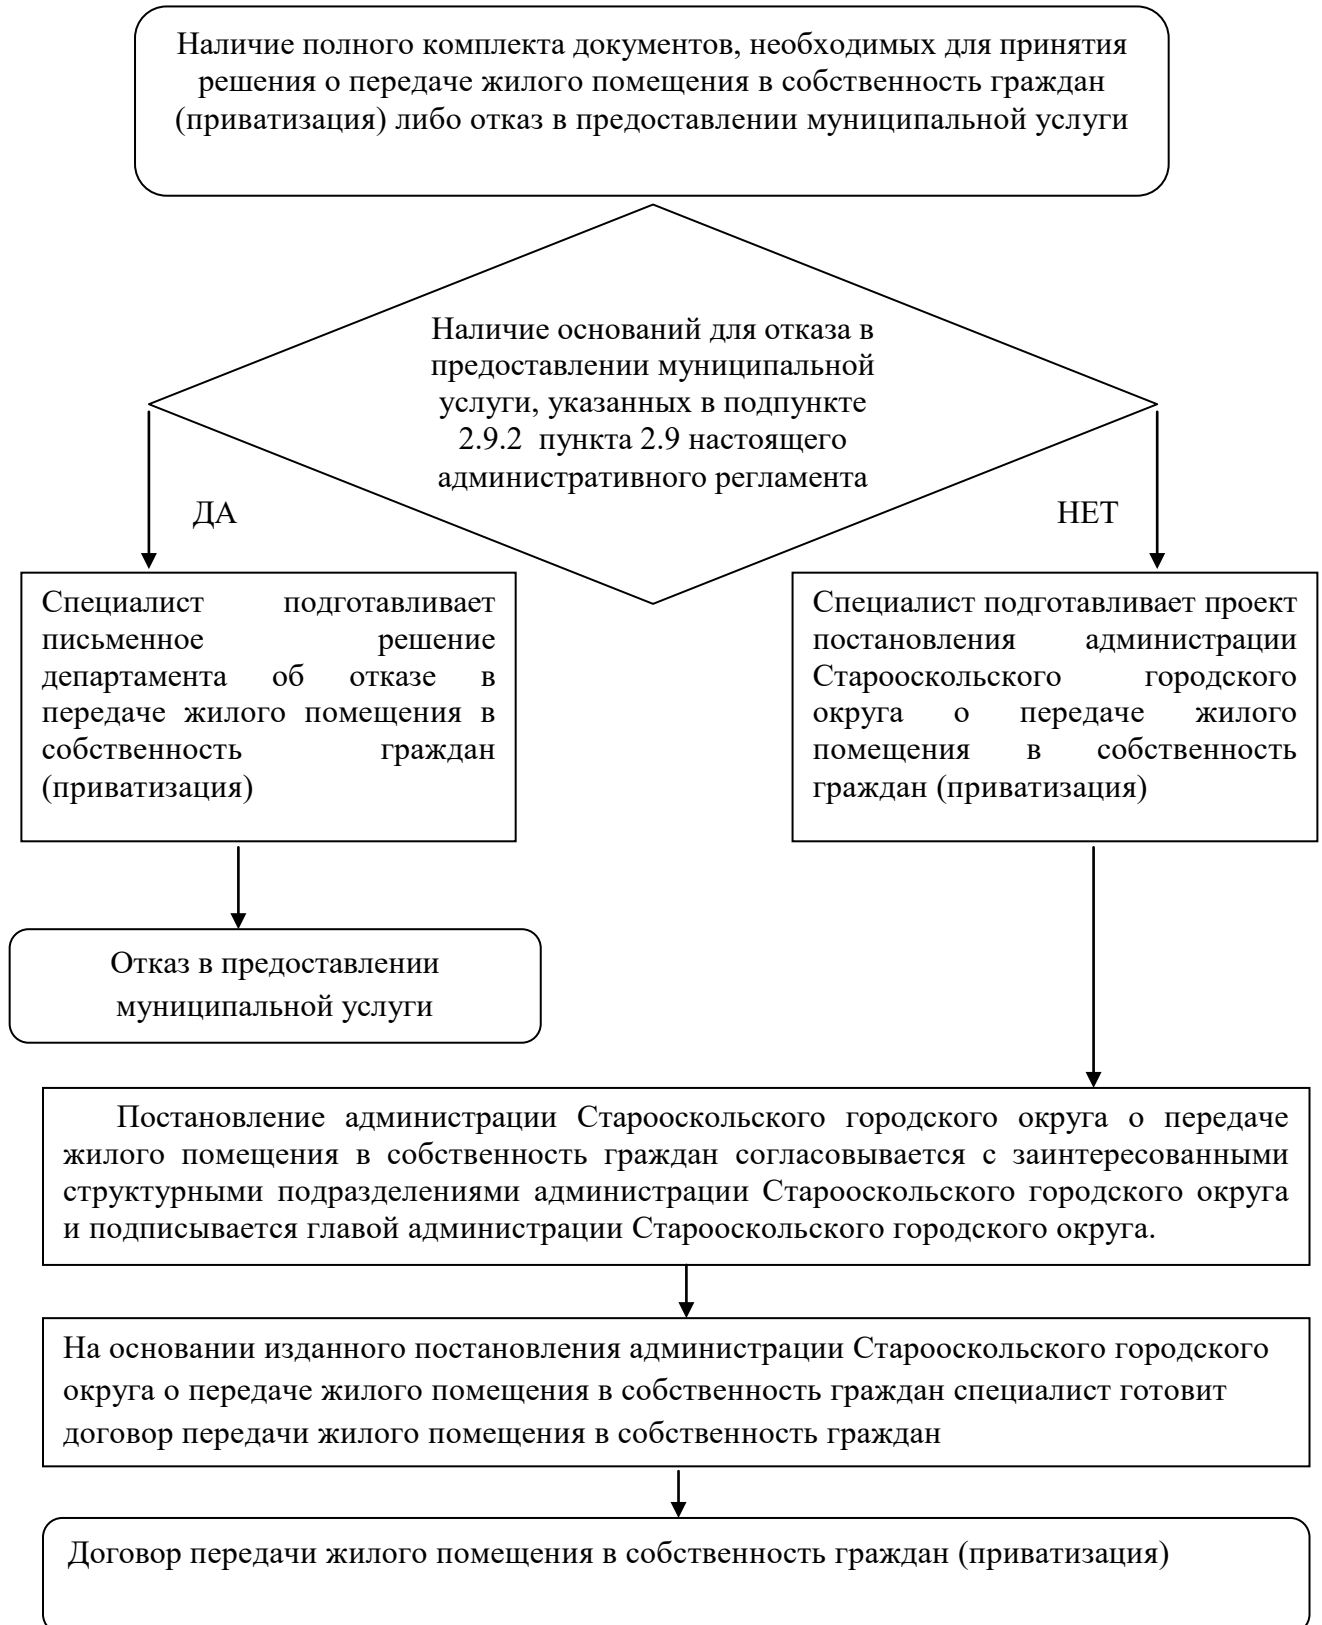 Наличие полного комплекта документов, необходимых для принятия
решения о передаче жилого помещения в собственность граждан
(приватизация) либо отказ в предоставлении муниципальной услуги
Наличие оснований для отказа в
предоставлении муниципальной
услуги, указанных в подпункте
2.9.2 пункта 2.9 настоящего
административного регламента
ДА
НЕТ
Специалист подготавливает
письменное решение
департамента об отказе в
передаче жилого помещения в
собственность граждан
(приватизация)
Специалист подготавливает проект
постановления администрации
Старооскольского городского
округа о передаче жилого
помещения в собственность
граждан (приватизация)
Отказ в предоставлении
муниципальной услуги
Постановление администрации Старооскольского городского округа о передаче
жилого помещения в собственность граждан согласовывается с заинтересованными
структурными подразделениями администрации Старооскольского городского округа
и подписывается главой администрации Старооскольского городского округа.
На основании изданного постановления администрации Старооскольского городского
округа о передаче жилого помещения в собственность граждан специалист готовит
договор передачи жилого помещения в собственность граждан
Договор передачи жилого помещения в собственность граждан (приватизация)